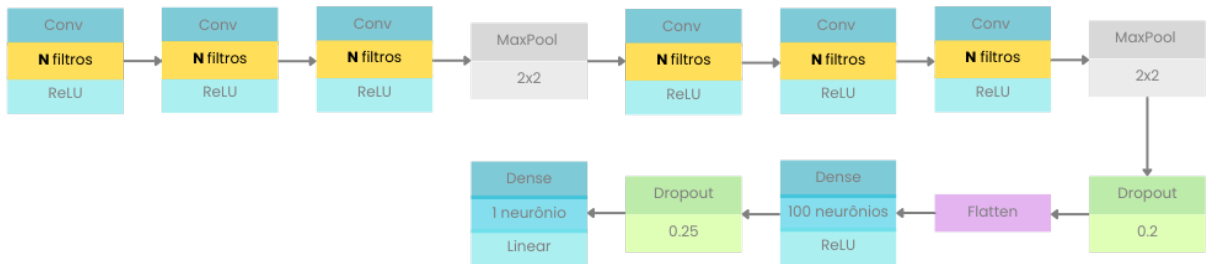 Conv
N filtros
ReLU
Conv
N filtros
ReLU
Conv
N filtros
ReLU
MaxPool
2x2
Conv
N filtros
ReLU
Conv
N filtros
ReLU
Conv
N filtros
ReLU
MaxPool
2x2
Dropout
0.2
Flatten
Dense
100 neurônios
ReLU
Dropout
0.25
Dense
1 neurônio
Linear